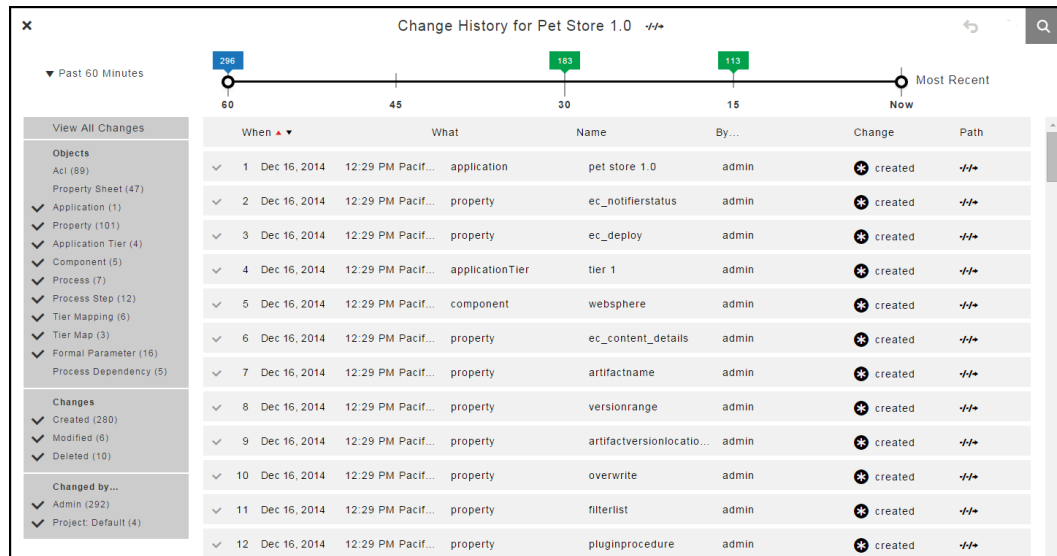 Change History for Pet Store 1.0
Past 60 Minutes
296
183
113
Most Recent
60
45
30
15
Now
View All Changes
Objects
Acl (89)
Property Sheet (47)
Application (1)
Property (101)
Application Tier (4)
Component (5)
Process (7)
Process Step (12)
Tier Mapping (6)
Tier Map (3)
Formal Parameter (16)
Process Dependency (5)
Changes
Created (280)
Modified (6)
Deleted (10)
Changed by...
Admin (292)
Project: Default (4)
When What Name By... Change Path
1 Dec 16, 2014 12:29 PM Pacif... application pet store 1.0 admin created
2 Dec 16, 2014 12:29 PM Pacif... property ec_notifierstatus admin created
3 Dec 16, 2014 12:29 PM Pacif... property ec_deploy admin created
4 Dec 16, 2014 12:29 PM Pacif... applicationTier tier 1 admin created
5 Dec 16, 2014 12:29 PM Pacif... component websphere admin created
6 Dec 16, 2014 12:29 PM Pacif... property ec_content_details admin created
7 Dec 16, 2014 12:29 PM Pacif... property artifactname admin created
8 Dec 16, 2014 12:29 PM Pacif... property versionrange admin created
9 Dec 16, 2014 12:29 PM Pacif... property artifactversionlocatio... admin created
10 Dec 16, 2014 12:29 PM Pacif... property overwrite admin created
11 Dec 16, 2014 12:29 PM Pacif... property filterlist admin created
12 Dec 16, 2014 12:29 PM Pacif... property pluginprocedure admin created